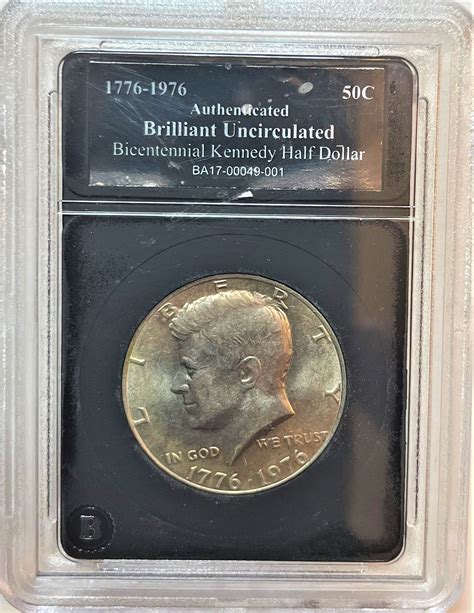 1776-1976 50C
Authenticated
Brilliant Uncirculated
Bicentennial Kennedy Half Dollar
BA17-00049-001
LIBERTY
IN GOD WE TRUST
1776·1976
B